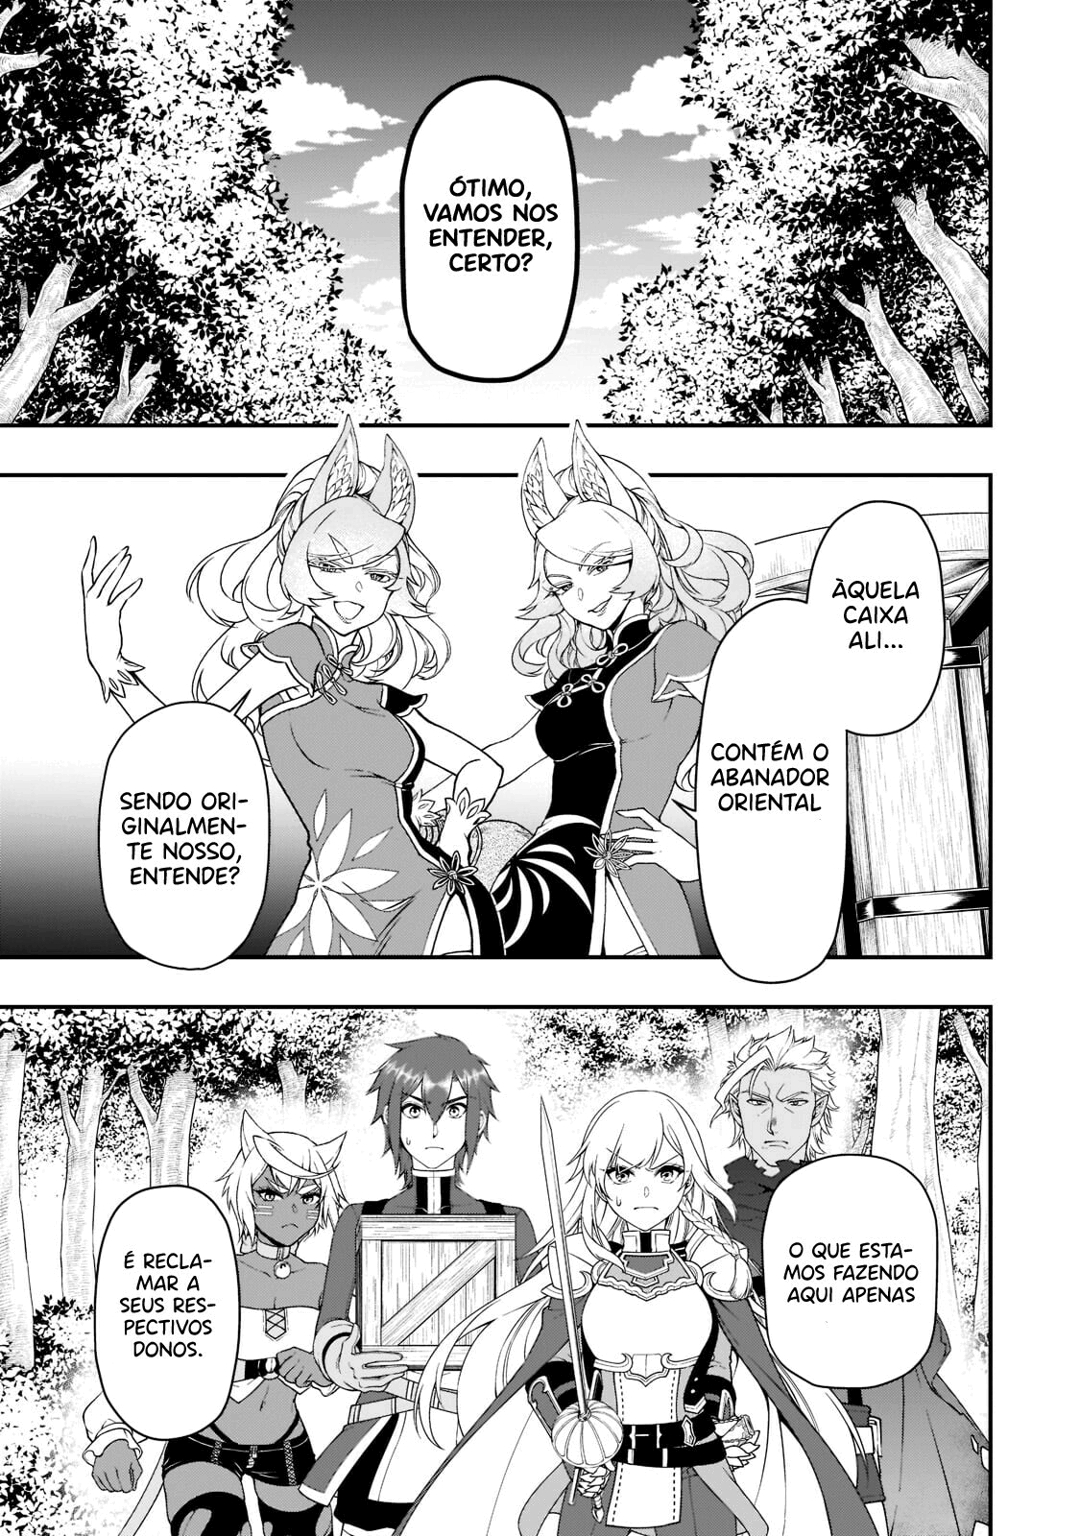 ÓTIMO,
VAMOS NOS
ENTENDER,
CERTO?
ÀQUELA
CAIXA
ALI...
CONTÉM O
ABANADOR
ORIENTAL
SENDO ORI-
GINALMEN-
TE NOSSO,
ENTENDE?
O QUE ESTA-
MOS FAZENDO
AQUI APENAS
É RECLA-
MAR A
SEUS RES-
PECTIVOS
DONOS.